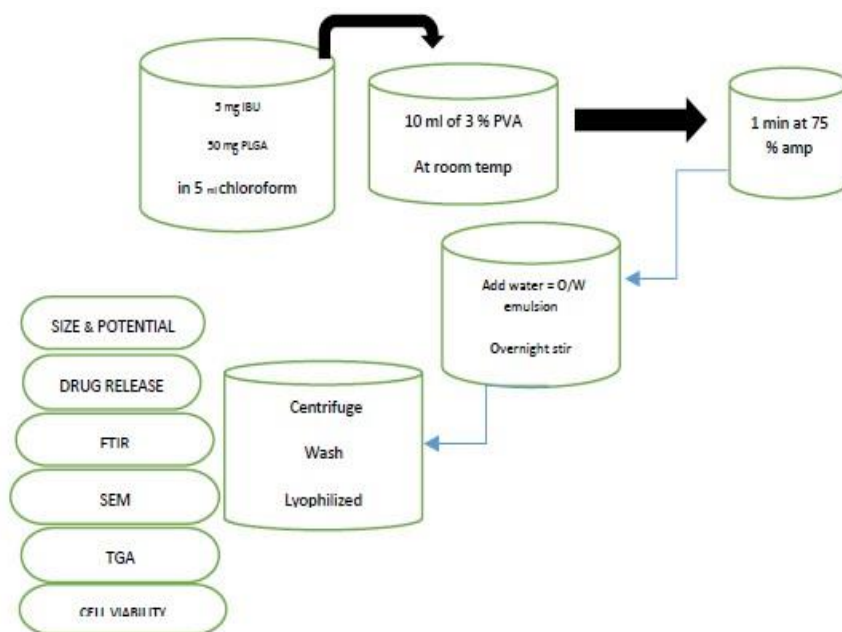 5 mg IBU
50 mg PLGA
in 5 ml chloroform
10 ml of 3 % PVA
At room temp
1 min at 75
% amp
Add water = O/W
emulsion
Overnight stir
Centrifuge
Wash
Lyophilized
SIZE & POTENTIAL
DRUG RELEASE
FTIR
SEM
TGA
CELL VIABILITY